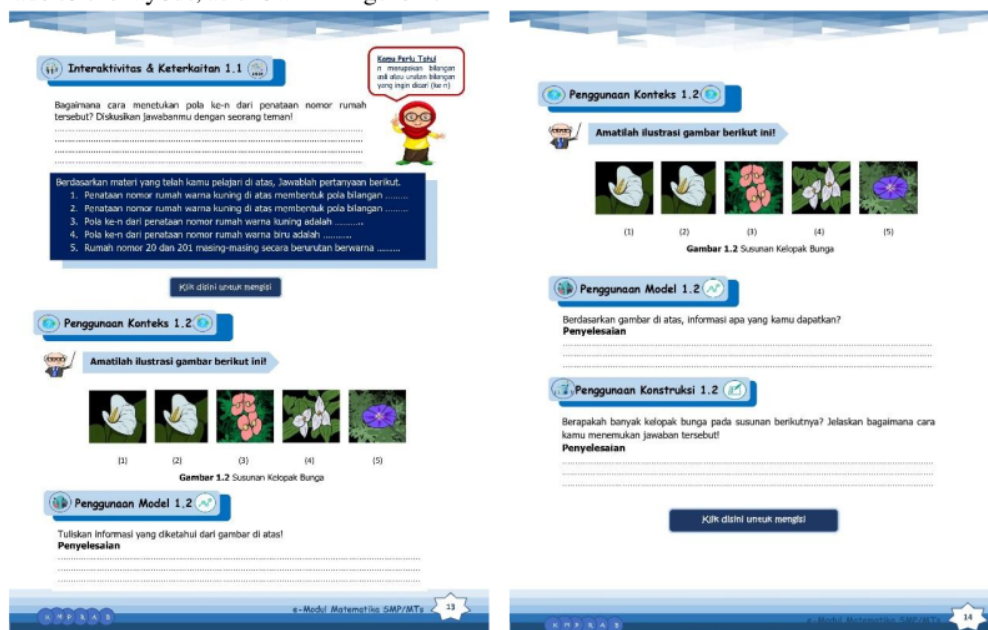 Interaktivitas & Keterkaitan 1.1
Kamu Perlu Tahu!
n merupakan bilangan
asli atau urutan bilangan
yang ingin dicari (ke n)
Bagaimana cara menetukan pola ke-n dari penataan nomor rumah
tersebut? Diskusikan jawabanmu dengan seorang teman!
Berdasarkan materi yang telah kamu pelajari di atas, Jawablah pertanyaan berikut.
1. Penataan nomor rumah warna kuning di atas membentuk pola bilangan .........
2. Penataan nomor rumah warna kuning di atas membentuk pola bilangan .........
3. Pola ke-n dari penataan nomor rumah warna kuning adalah ...........
4. Pola ke-n dari penataan nomor rumah warna biru adalah ...........
5. Rumah nomor 20 dan 201 masing-masing secara berurutan berwarna .........
Klik disini untuk mengisi
Penggunaan Konteks 1.2
Amatilah ilustrasi gambar berikut ini!
(1) (2) (3) (4) (5)
Gambar 1.2 Susunan Kelopak Bunga
Penggunaan Model 1.2
Tuliskan informasi yang diketahui dari gambar di atas!
Penyelesaian
K M P B A B
e-Modul Matematika SMP/MTs
13
Penggunaan Konteks 1.2
Amatilah ilustrasi gambar berikut ini!
(1) (2) (3) (4) (5)
Gambar 1.2 Susunan Kelopak Bunga
Penggunaan Model 1.2
Berdasarkan gambar di atas, informasi apa yang kamu dapatkan?
Penyelesaian
Penggunaan Konstruksi 1.2
Berapakah banyak kelopak bunga pada susunan berikutnya? Jelaskan bagaimana cara
kamu menemukan jawaban tersebut!
Penyelesaian
Klik disini untuk mengisi
e-Modul Matematika SMP/MTs
14